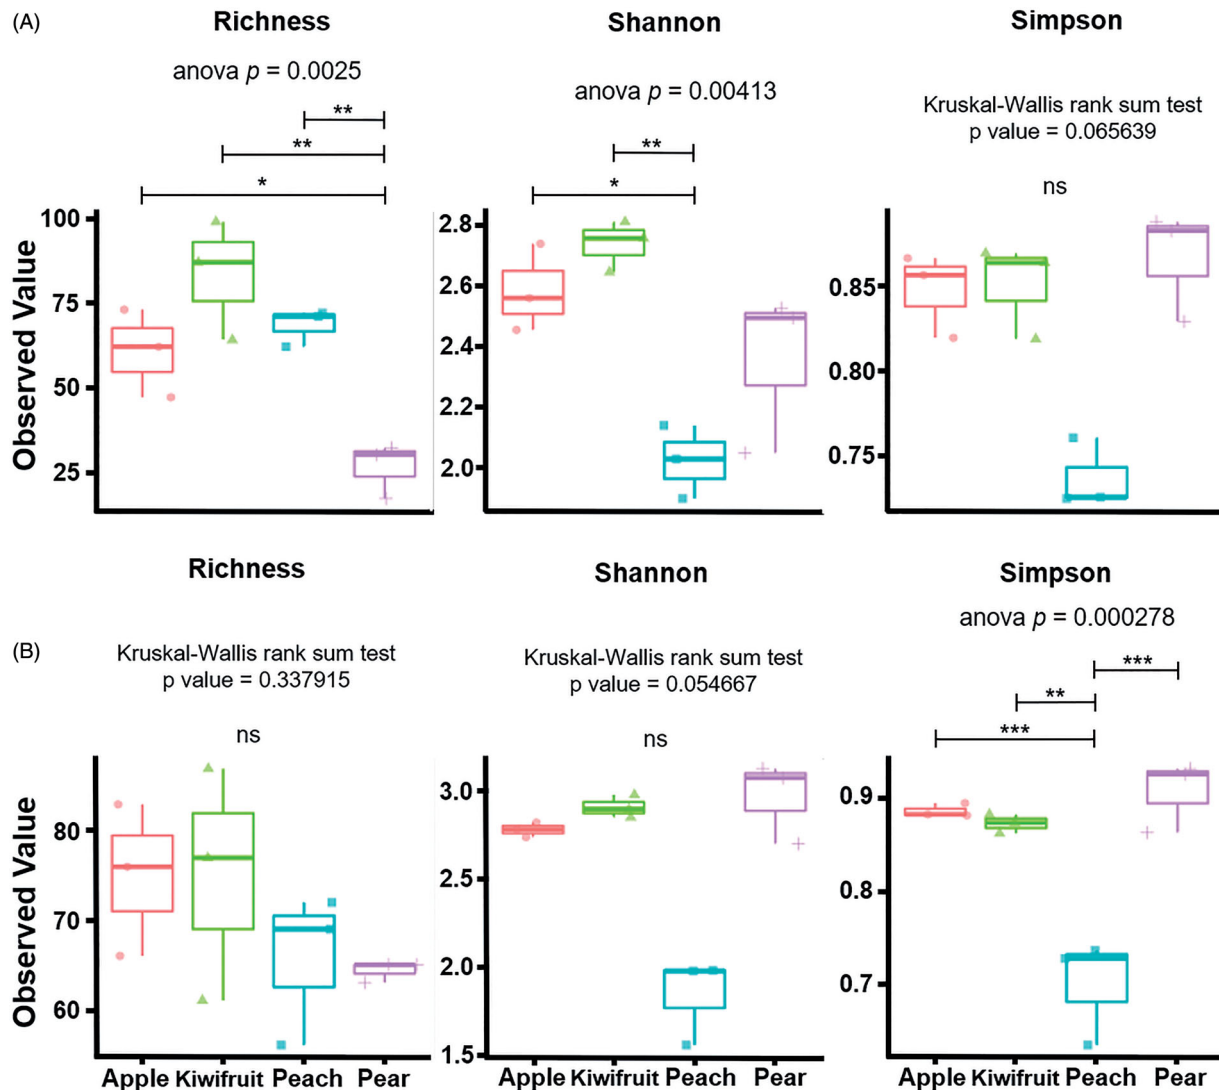 (A)
Richness
Shannon
Simpson
anova p = 0.0025
anova p = 0.00413
Kruskal-Wallis rank sum test
p value = 0.065639
**
**
*
**
*
ns
Observed Value
100
75
50
25
2.8
2.6
2.4
2.2
2.0
0.85
0.80
0.75
(B)
Richness
Shannon
Simpson
Kruskal-Wallis rank sum test
p value = 0.337915
Kruskal-Wallis rank sum test
p value = 0.054667
anova p = 0.000278
ns
ns
***
**
***
Observed Value
80
70
60
3.0
2.5
2.0
1.5
0.9
0.8
0.7
Apple Kiwifruit Peach Pear
Apple Kiwifruit Peach Pear
Apple Kiwifruit Peach Pear